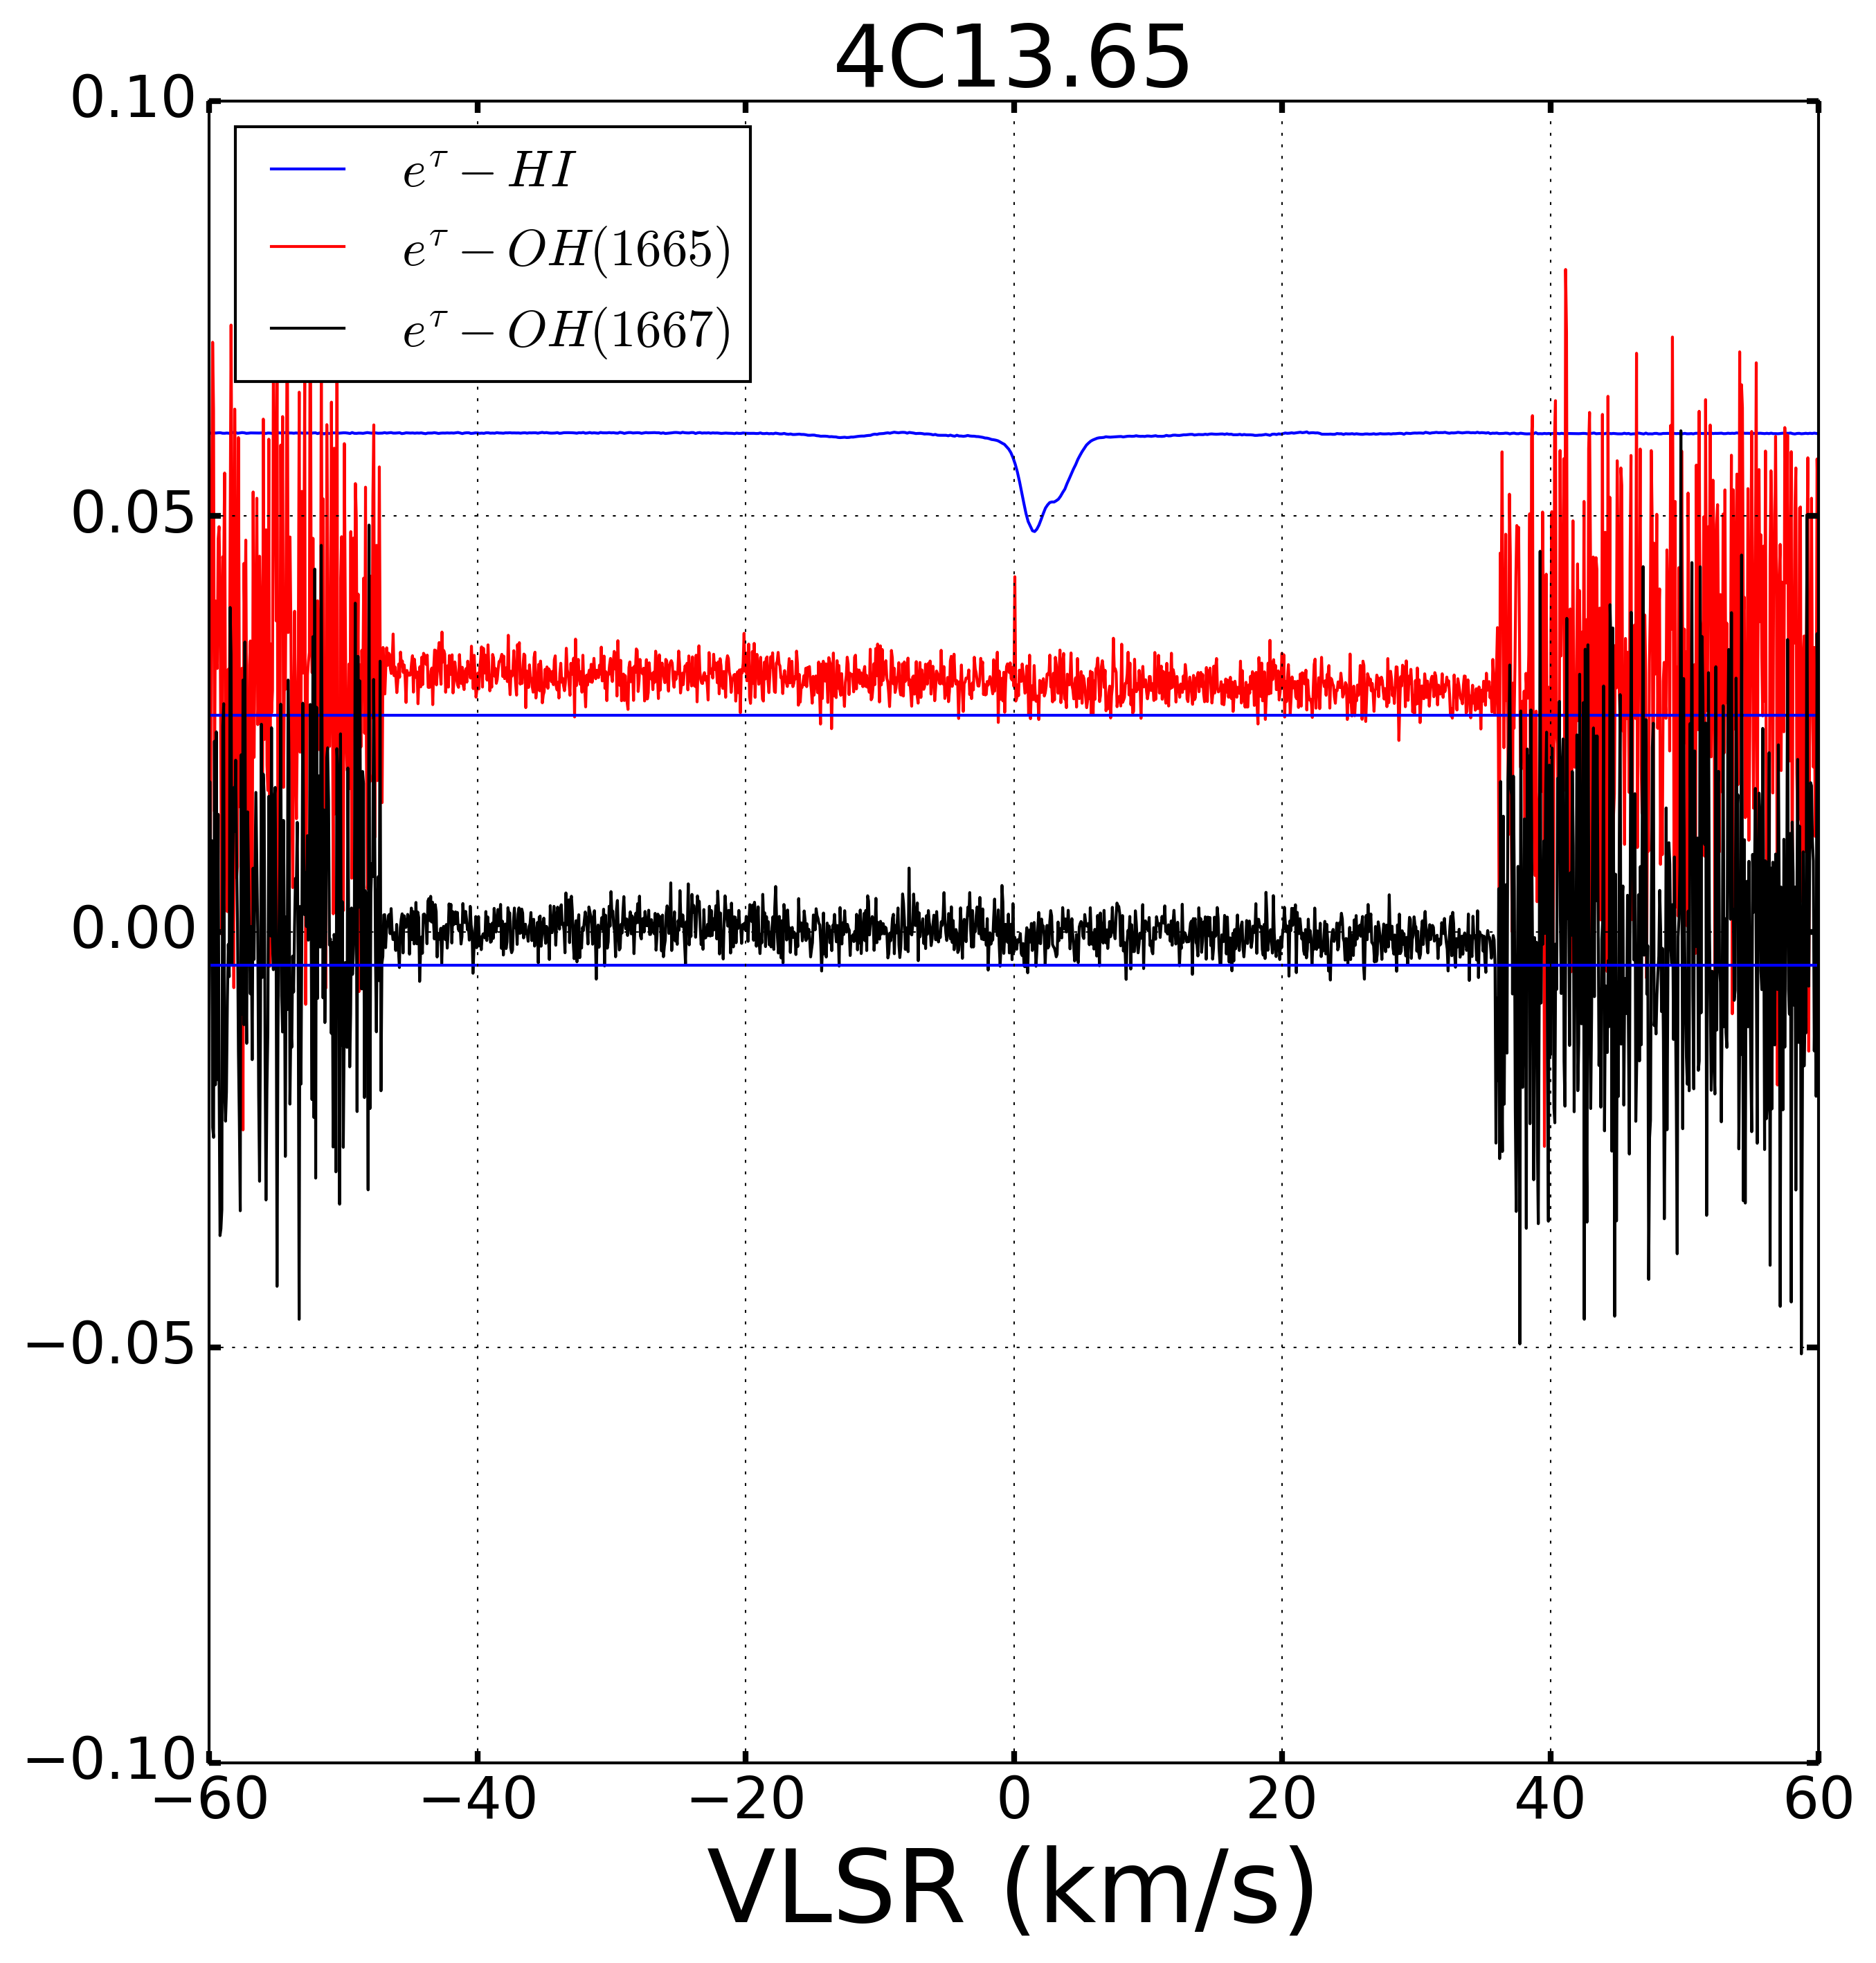 4C13.65
0.10
0.05
0.00
−0.05
−0.10
e^τ − HI
e^τ − OH(1665)
e^τ − OH(1667)
−60 −40 −20 0 20 40 60
VLSR (km/s)